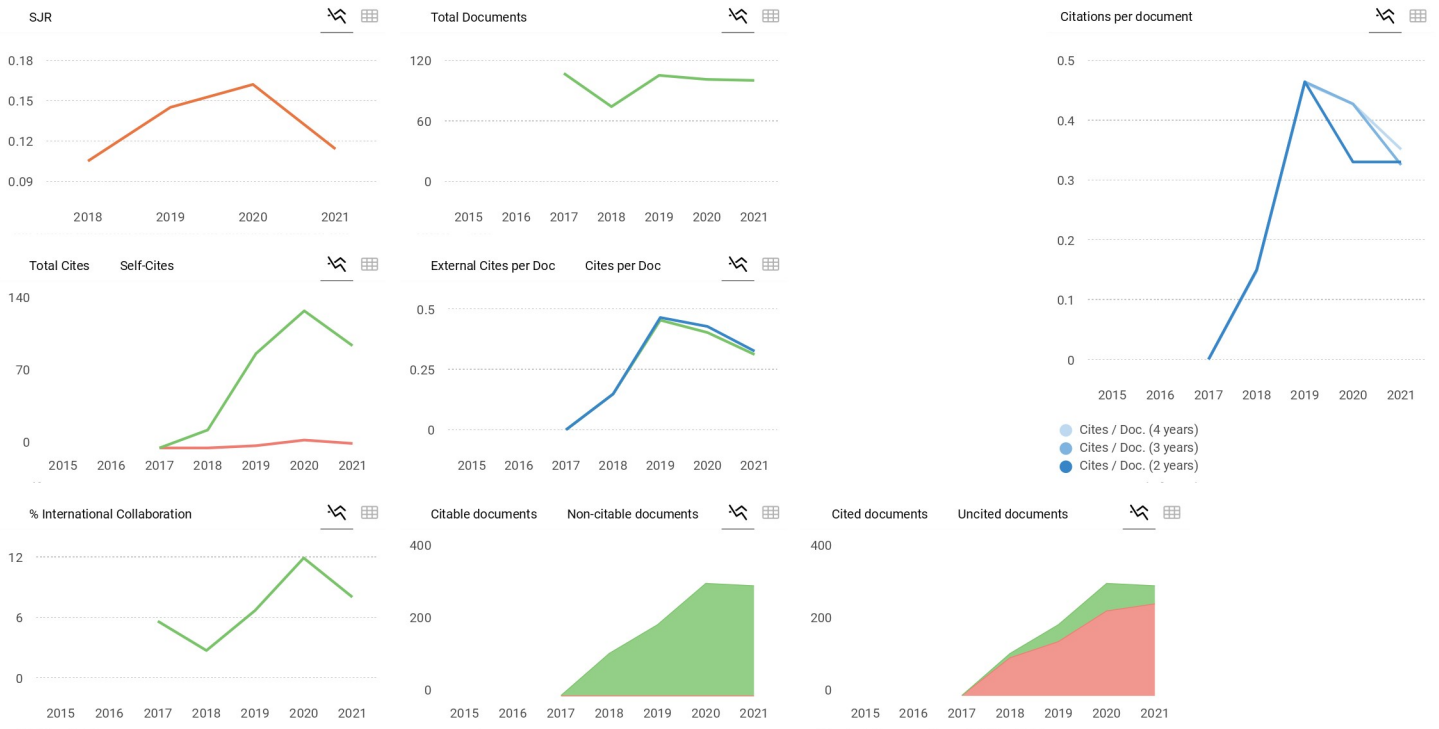 SJR
0.18
0.15
0.12
0.09
2018 2019 2020 2021
Total Documents
120
60
0
2015 2016 2017 2018 2019 2020 2021
Citations per document
0.5
0.4
0.3
0.2
0.1
0
2015 2016 2017 2018 2019 2020 2021
Cites / Doc. (4 years)
Cites / Doc. (3 years)
Cites / Doc. (2 years)
Total Cites Self-Cites
140
70
0
2015 2016 2017 2018 2019 2020 2021
External Cites per Doc Cites per Doc
0.5
0.25
0
2015 2016 2017 2018 2019 2020 2021
% International Collaboration
12
6
0
2015 2016 2017 2018 2019 2020 2021
Citable documents Non-citable documents
400
200
0
2015 2016 2017 2018 2019 2020 2021
Cited documents Uncited documents
400
200
0
2015 2016 2017 2018 2019 2020 2021